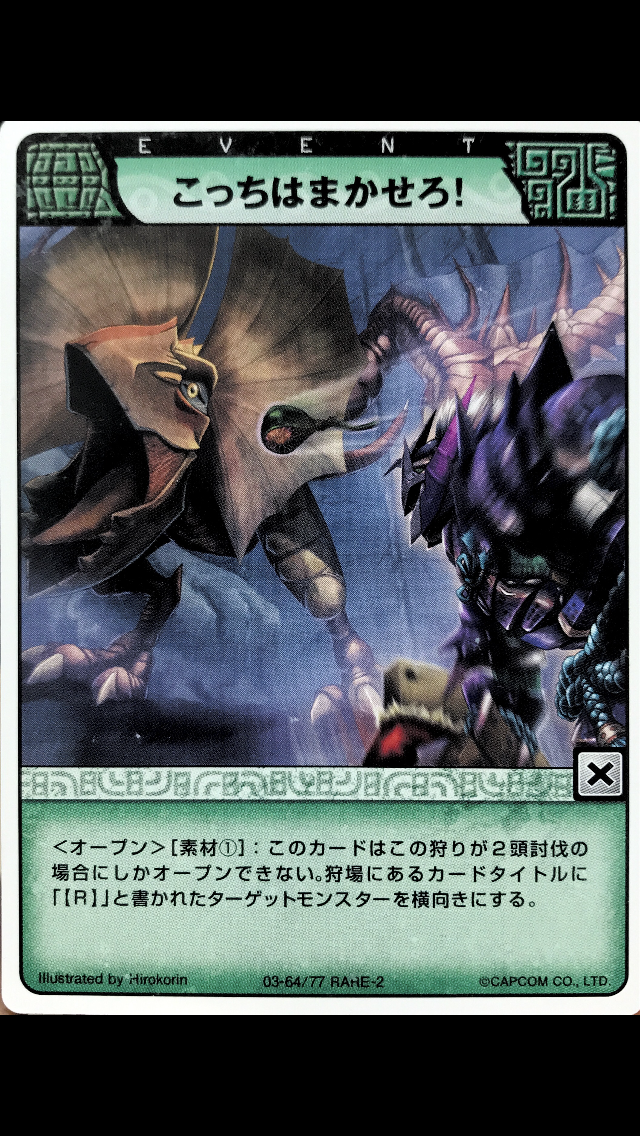 EVENT
こっちはまかせろ!
<オープン>[素材①]:このカードはこの狩りが2頭討伐の
場合にしかオープンできない。狩場にあるカードタイトルに
「【R】」と書かれたターゲットモンスターを横向きにする。
Illustrated by Hirokorin
03-64/77 RARE-2
©CAPCOM CO., LTD.